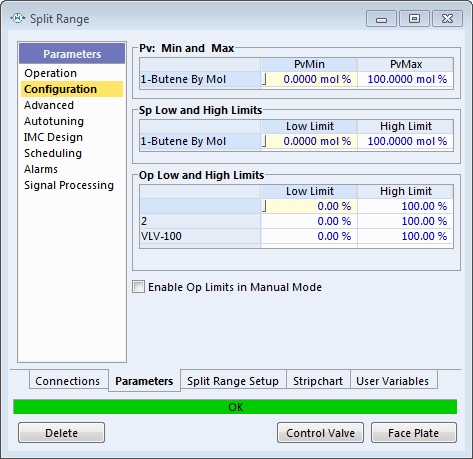 Split Range
Parameters
Operation
Configuration
Advanced
Autotuning
IMC Design
Scheduling
Alarms
Signal Processing
Pv: Min and Max
PvMin PvMax
1-Butene By Mol 0.0000 mol % 100.0000 mol %
Sp Low and High Limits
Low Limit High Limit
1-Butene By Mol 0.0000 mol % 100.0000 mol %
Op Low and High Limits
Low Limit High Limit
0.00 % 100.00 %
2 0.00 % 100.00 %
VLV-100 0.00 % 100.00 %
Enable Op Limits in Manual Mode
Connections Parameters Split Range Setup Stripchart User Variables
OK
Delete Control Valve Face Plate